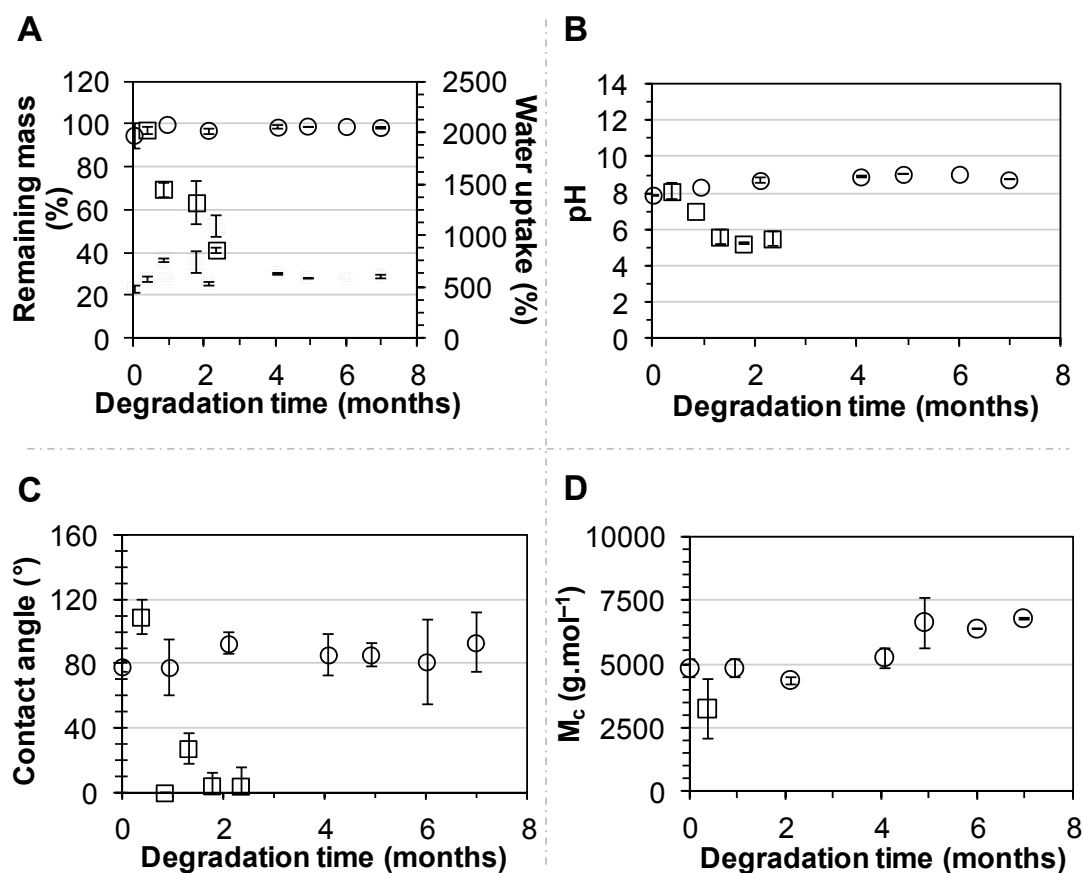 A
120
100
80
60
40
20
0
Remaining mass
(%)
2500
2000
1500
1000
500
0
Water uptake (%)
0 2 4 6 8
Degradation time (months)
B
14
12
10
8
6
4
2
0
pH
0 2 4 6 8
Degradation time (months)
C
160
120
80
40
0
Contact angle (°)
0 2 4 6 8
Degradation time (months)
D
10000
7500
5000
2500
0
Mc (g.mol–1)
0 2 4 6 8
Degradation time (months)